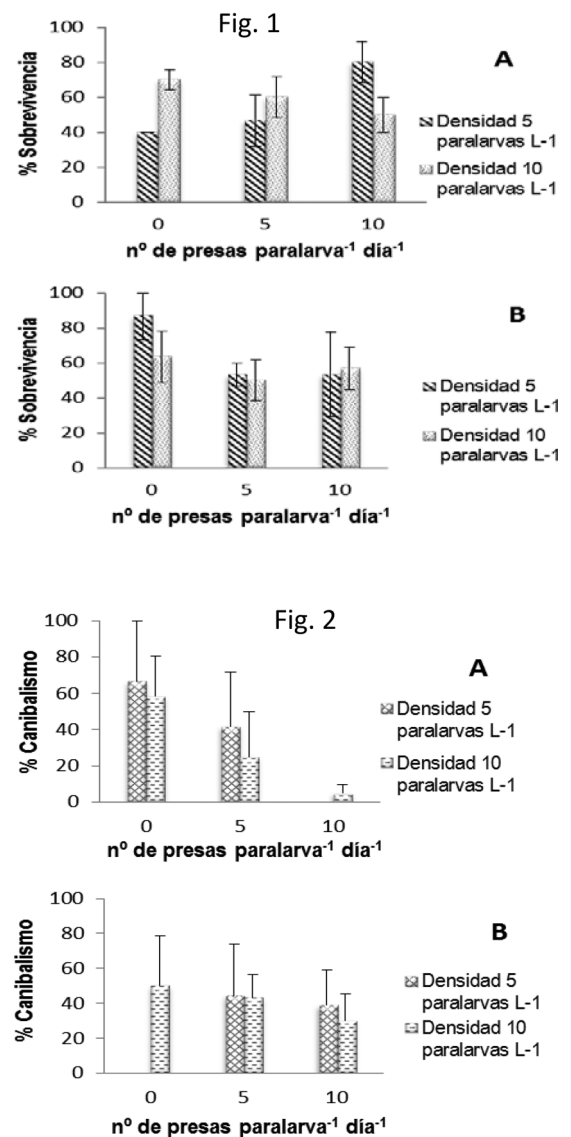 Fig. 1
A
% Sobrevivencia
100
80
60
40
20
0
0 5 10
nº de presas paralarva-1 día-1
Densidad 5
paralarvas L-1
Densidad 10
paralarvas L-1
B
% Sobrevivencia
100
80
60
40
20
0
0 5 10
nº de presas paralarva-1 día-1
Densidad 5
paralarvas L-1
Densidad 10
paralarvas L-1
Fig. 2
A
% Canibalismo
100
80
60
40
20
0
0 5 10
nº de presas paralarva-1 día-1
Densidad 5
paralarvas L-1
Densidad 10
paralarvas L-1
B
% Canibalismo
100
80
60
40
20
0
0 5 10
nº de presas paralarva-1 día-1
Densidad 5
paralarvas L-1
Densidad 10
paralarvas L-1